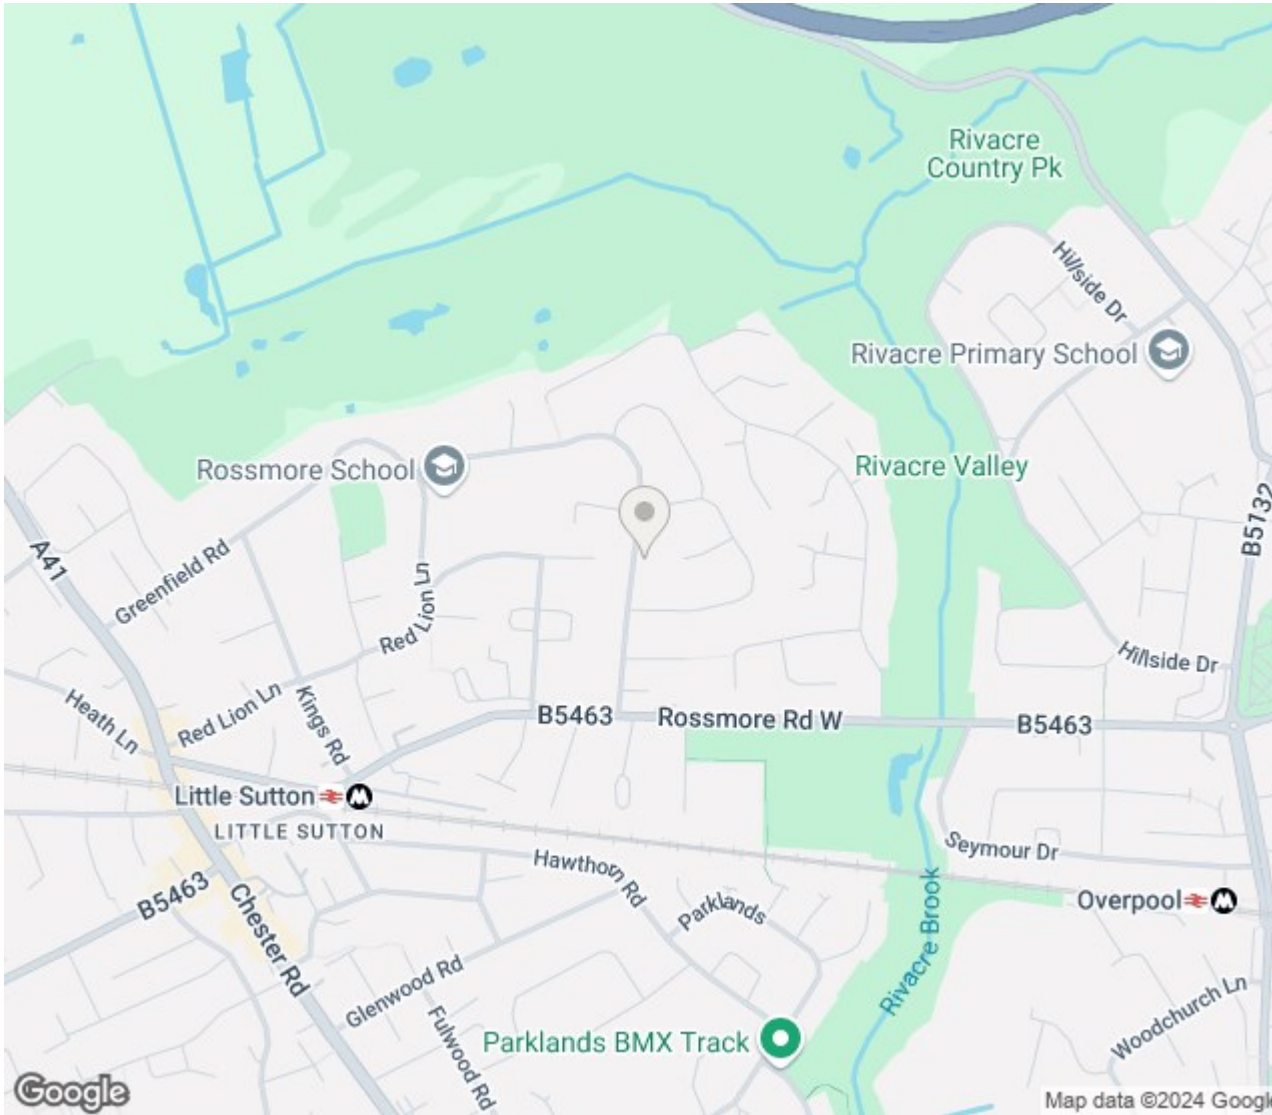 Rivacre
Country Pk
Hillside Dr
Rivacre Primary School
Rossmore School
Rivacre Valley
B5132
A41
Greenfield Rd
Red Lion Ln
Red Lion Ln
Hillside Dr
Heath Ln
Kings Rd
B5463
Rossmore Rd W
B5463
Little Sutton
LITTLE SUTTON
Seymour Dr
Hawthorn Rd
B5463
Chester Rd
Parklands
Rivacre Brook
Overpool
Glenwood Rd
Fulwood Rd
Woodchurch Ln
Parklands BMX Track
Google
Map data ©2024 Google